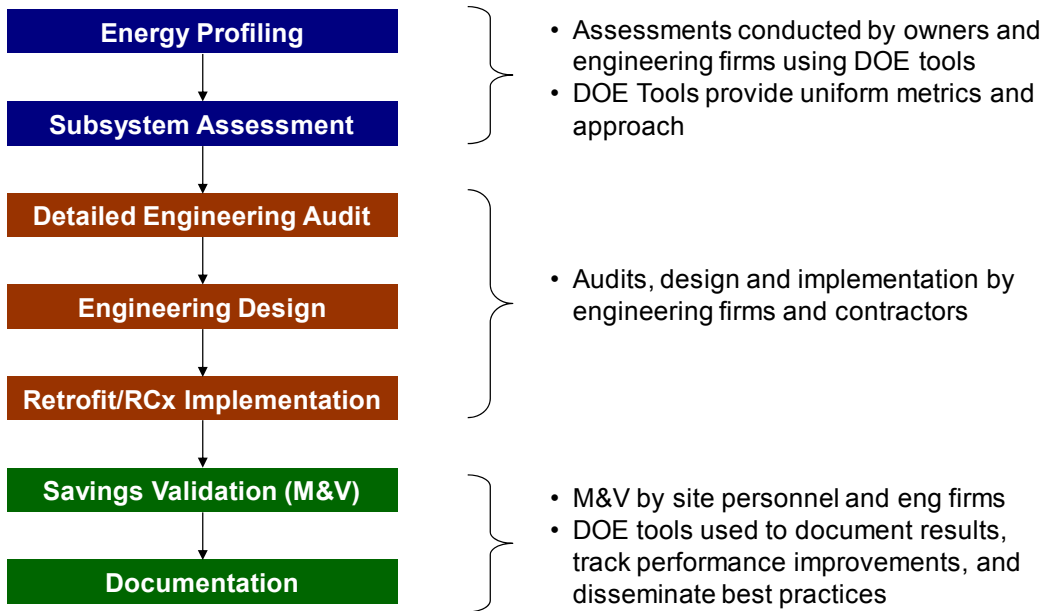 Energy Profiling
Subsystem Assessment
• Assessments conducted by owners and
engineering firms using DOE tools
• DOE Tools provide uniform metrics and
approach
Detailed Engineering Audit
Engineering Design
Retrofit/RCx Implementation
• Audits, design and implementation by
engineering firms and contractors
Savings Validation (M&V)
Documentation
• M&V by site personnel and eng firms
• DOE tools used to document results,
track performance improvements, and
disseminate best practices